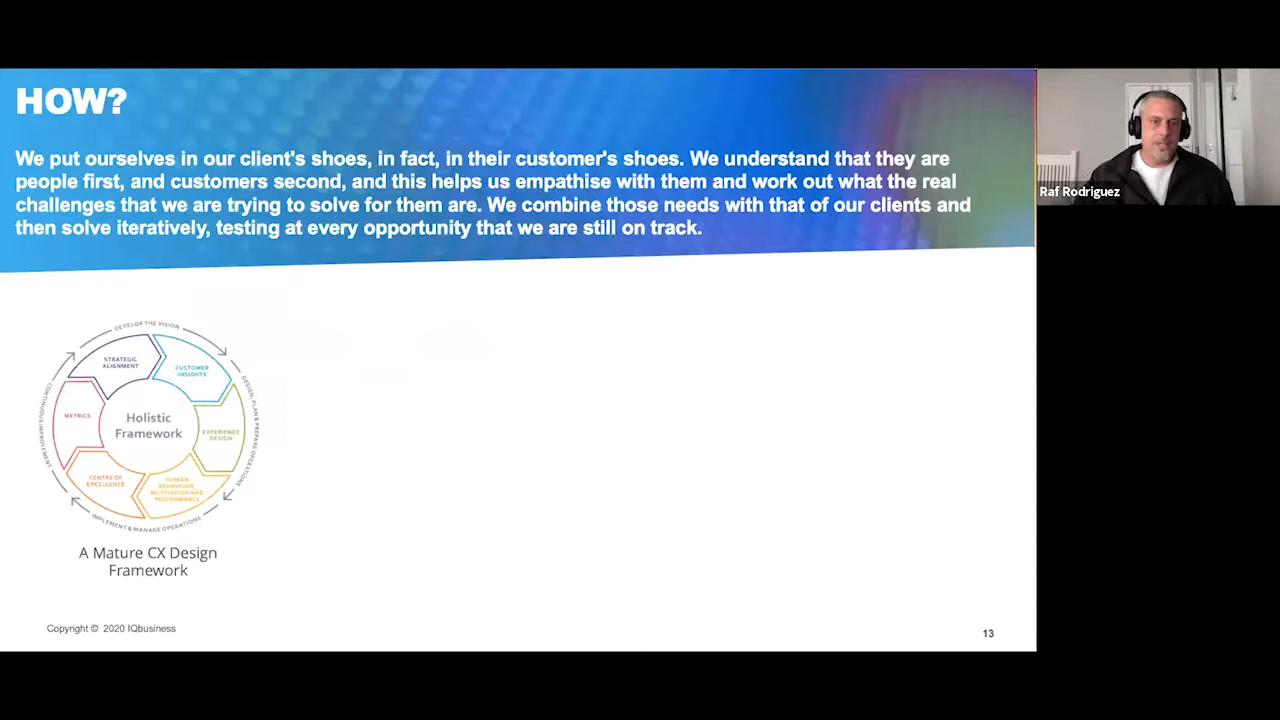 HOW?
We put ourselves in our client's shoes, in fact, in their customer's shoes. We understand that they are
people first, and customers second, and this helps us empathise with them and work out what the real
challenges that we are trying to solve for them are. We combine those needs with that of our clients and
then solve iteratively, testing at every opportunity that we are still on track.
Raf Rodriguez
DEVELOP THE VISION
STRATEGIC
ALIGNMENT
CUSTOMER
INSIGHTS
DESIGN, PLAN & PREPARE OPERATIONS
CONTINUOUS IMPROVEMENT
METRICS
Holistic
Framework
EXPERIENCE
DESIGN
CENTRE OF
EXCELLENCE
HUMAN
BEHAVIOUR,
MOTIVATION AND
PERFORMANCE
IMPLEMENT & MANAGE OPERATIONS
A Mature CX Design
Framework
Copyright © 2020 IQbusiness
13